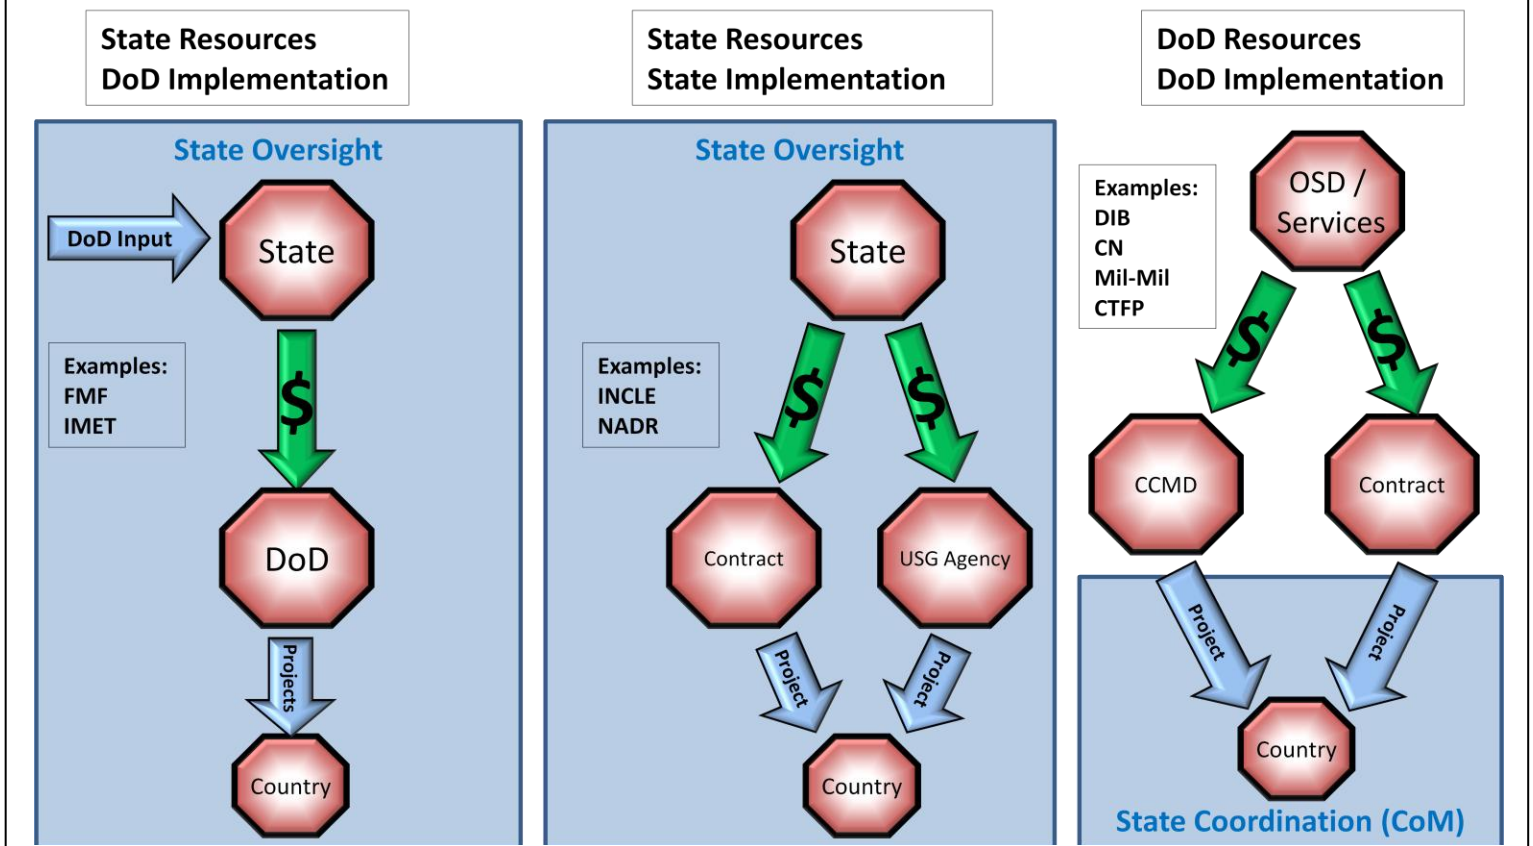 State Resources
DoD Implementation
State Oversight
DoD Input
State
Examples:
FMF
IMET
$
DoD
Projects
Country
State Resources
State Implementation
State Oversight
State
Examples:
INCLE
NADR
$
$
Contract
USG Agency
Project
Project
Country
DoD Resources
DoD Implementation
OSD /
Services
Examples:
DIB
CN
Mil-Mil
CTFP
$
$
CCMD
Contract
Project
Project
Country
State Coordination (CoM)